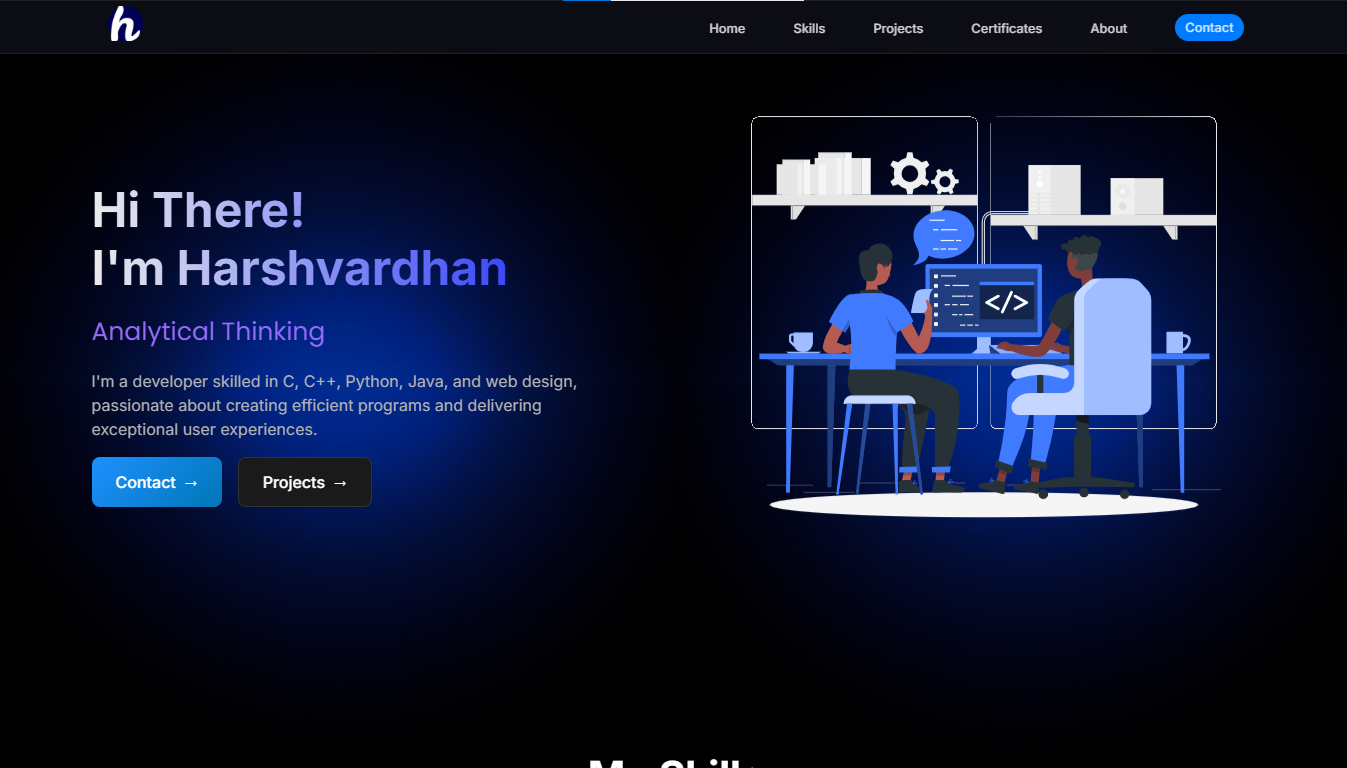 h
Home
Skills
Projects
Certificates
About
Contact
Hi There!
I'm Harshvardhan
Analytical Thinking
I'm a developer skilled in C, C++, Python, Java, and web design,
passionate about creating efficient programs and delivering
exceptional user experiences.
Contact →
Projects →
</>